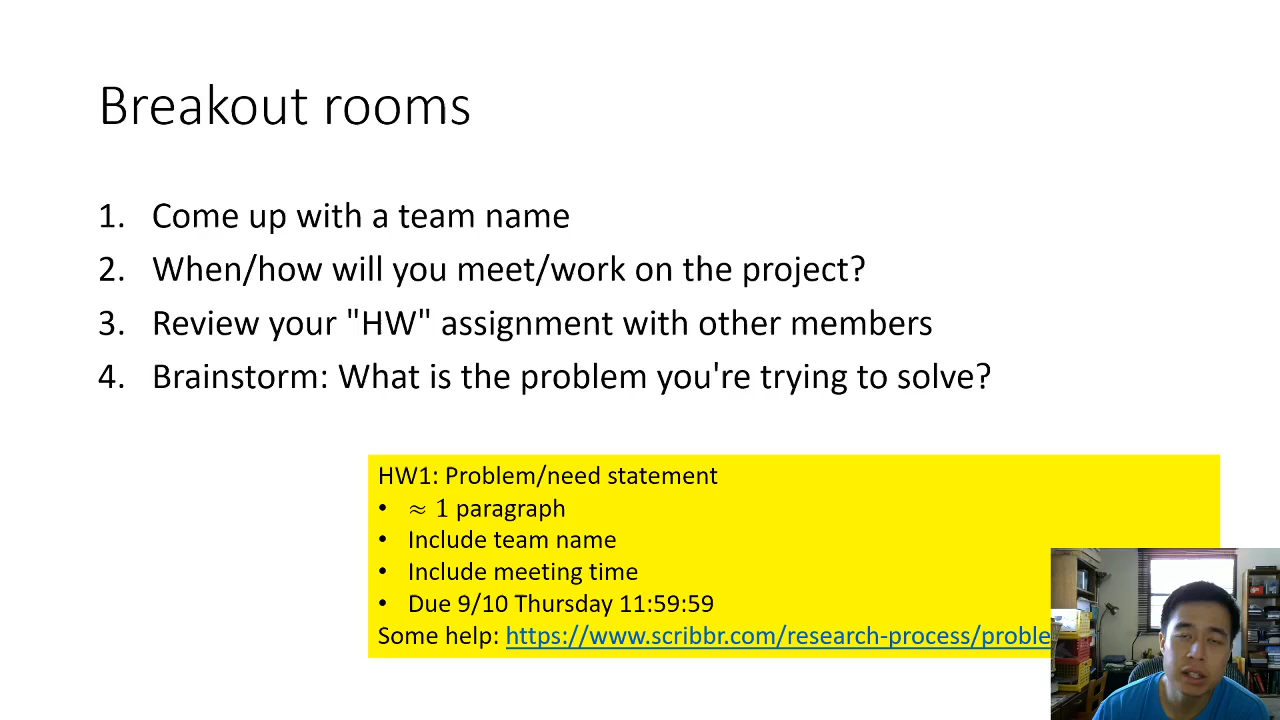 Breakout rooms
1. Come up with a team name
2. When/how will you meet/work on the project?
3. Review your "HW" assignment with other members
4. Brainstorm: What is the problem you're trying to solve?
HW1: Problem/need statement
• ≈ 1 paragraph
• Include team name
• Include meeting time
• Due 9/10 Thursday 11:59:59
Some help: https://www.scribbr.com/research-process/proble